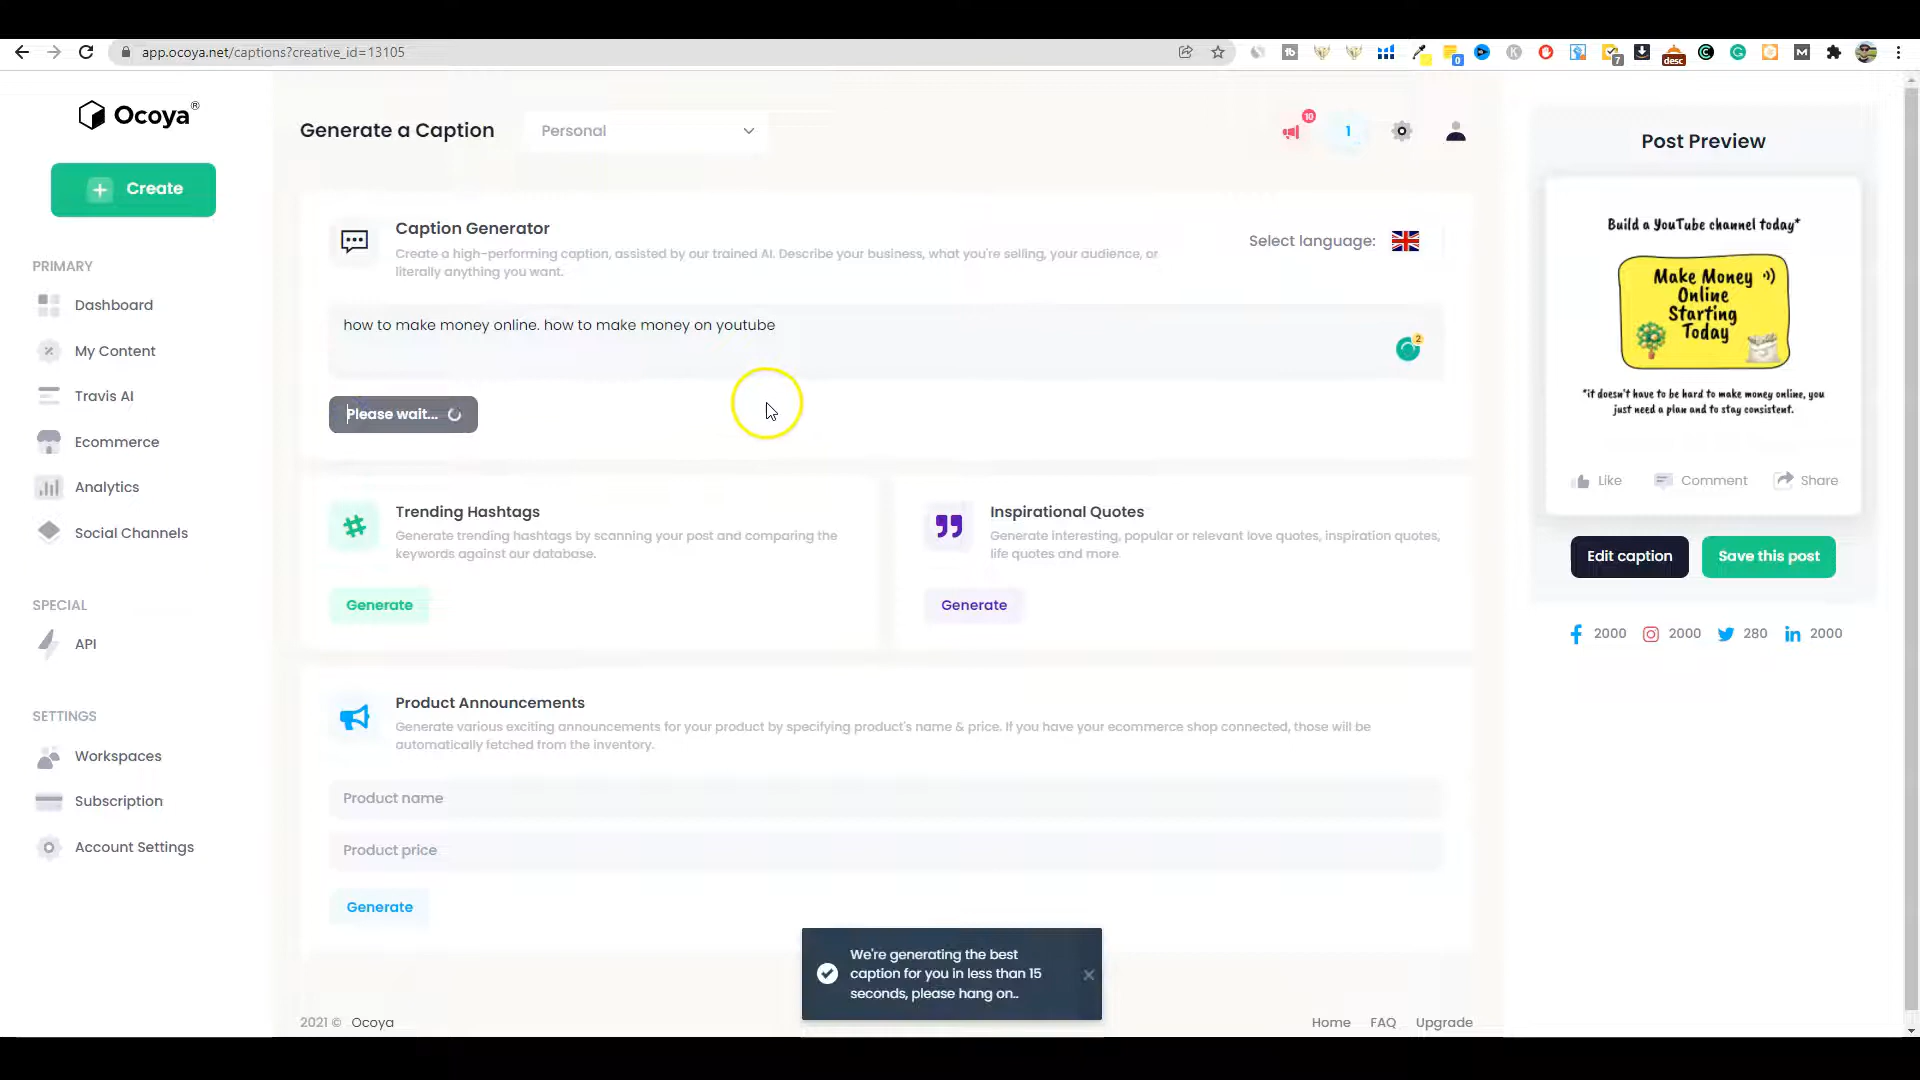 app.ocoya.net/captions?creative_id=13105
0
7
desc
Ocoya®
Create
PRIMARY
Dashboard
My Content
Travis AI
Ecommerce
Analytics
Social Channels
SPECIAL
API
SETTINGS
Workspaces
Subscription
Account Settings
Generate a Caption
Personal
10
1
Caption Generator
Create a high-performing caption, assisted by our trained AI. Describe your business, what you're selling, your audience, or
literally anything you want.
Select language:
how to make money online. how to make money on youtube
2
Please wait...
Trending Hashtags
Generate trending hashtags by scanning your post and comparing the
keywords against our database.
Generate
Inspirational Quotes
Generate interesting, popular or relevant love quotes, inspiration quotes,
life quotes and more.
Generate
Product Announcements
Generate various exciting announcements for your product by specifying product's name & price. If you have your ecommerce shop connected, those will be
automatically fetched from the inventory.
Product name
Product price
Generate
We're generating the best
caption for you in less than 15
seconds, please hang on..
2021 © Ocoya
Home FAQ Upgrade
Post Preview
Build a YouTube channel today*
Make Money
Online
Starting
Today
*it doesn't have to be hard to make money online, you
just need a plan and to stay consistent.
Like Comment Share
Edit caption
Save this post
2000 2000 280 2000